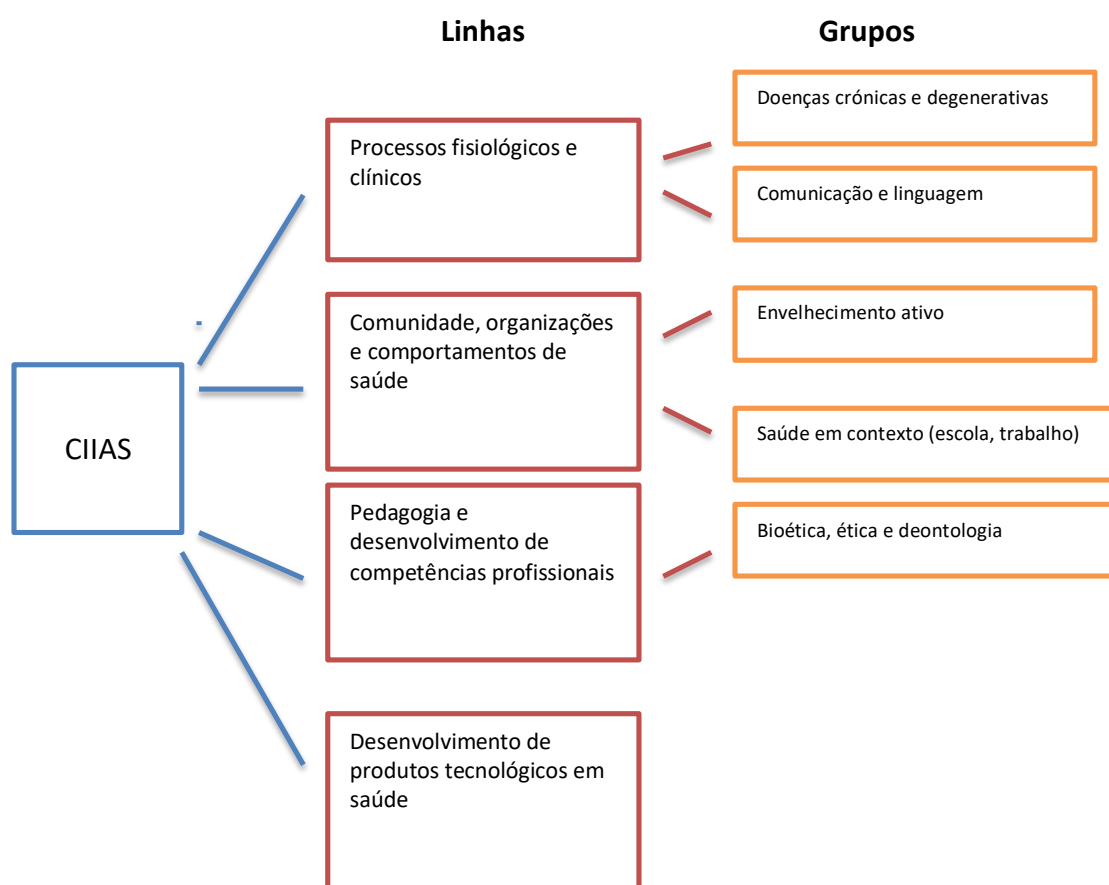 Linhas
Grupos
Doenças crónicas e degenerativas
Processos fisiológicos e
clínicos
Comunicação e linguagem
Comunidade, organizações
e comportamentos de
saúde
Envelhecimento ativo
CIIAS
Saúde em contexto (escola, trabalho)
Pedagogia e
desenvolvimento de
competências profissionais
Bioética, ética e deontologia
Desenvolvimento de
produtos tecnológicos em
saúde